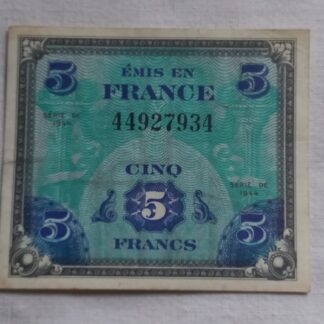 5 ÉMIS EN 5
FRANCE
SÉRIE DE
1944
44927934
CINQ
SÉRIE DE
1944
5
5 FRANCS 5